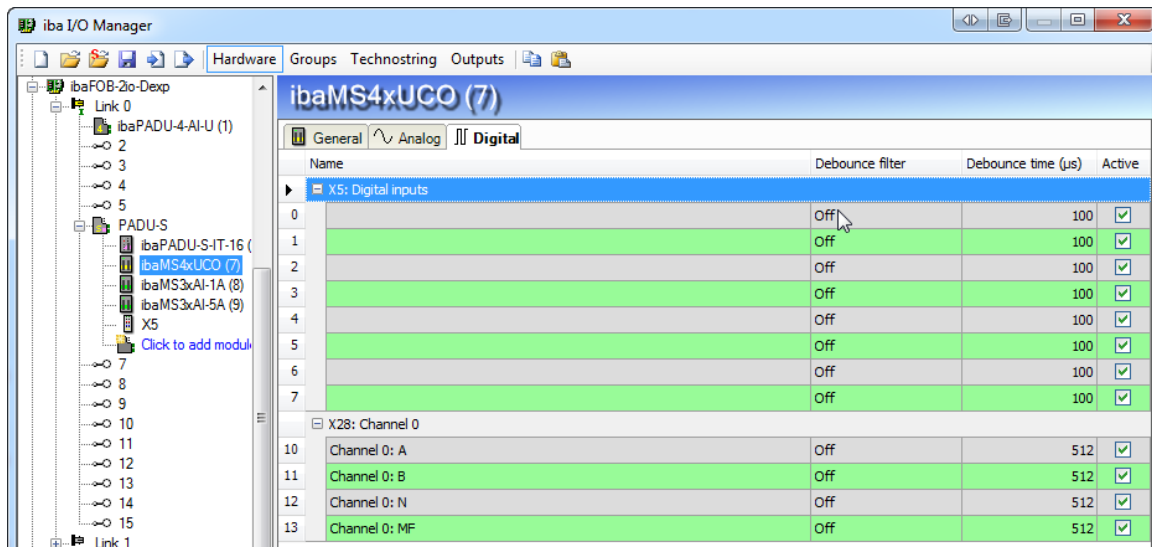 iba I/O Manager
Hardware Groups Technostring Outputs
ibaFOB-2io-Dexp
Link 0
ibaPADU-4-AI-U (1)
2
3
4
5
PADU-S
ibaPADU-S-IT-16 (
ibaMS4xUCO (7)
ibaMS3xAI-1A (8)
ibaMS3xAI-5A (9)
X5
Click to add modul
7
8
9
10
11
12
13
14
15
Link 1
ibaMS4xUCO (7)
General Analog Digital
Name Debounce filter Debounce time (µs) Active
X5: Digital inputs
0 Off 100
1 Off 100
2 Off 100
3 Off 100
4 Off 100
5 Off 100
6 Off 100
7 Off 100
X28: Channel 0
10 Channel 0: A Off 512
11 Channel 0: B Off 512
12 Channel 0: N Off 512
13 Channel 0: MF Off 512